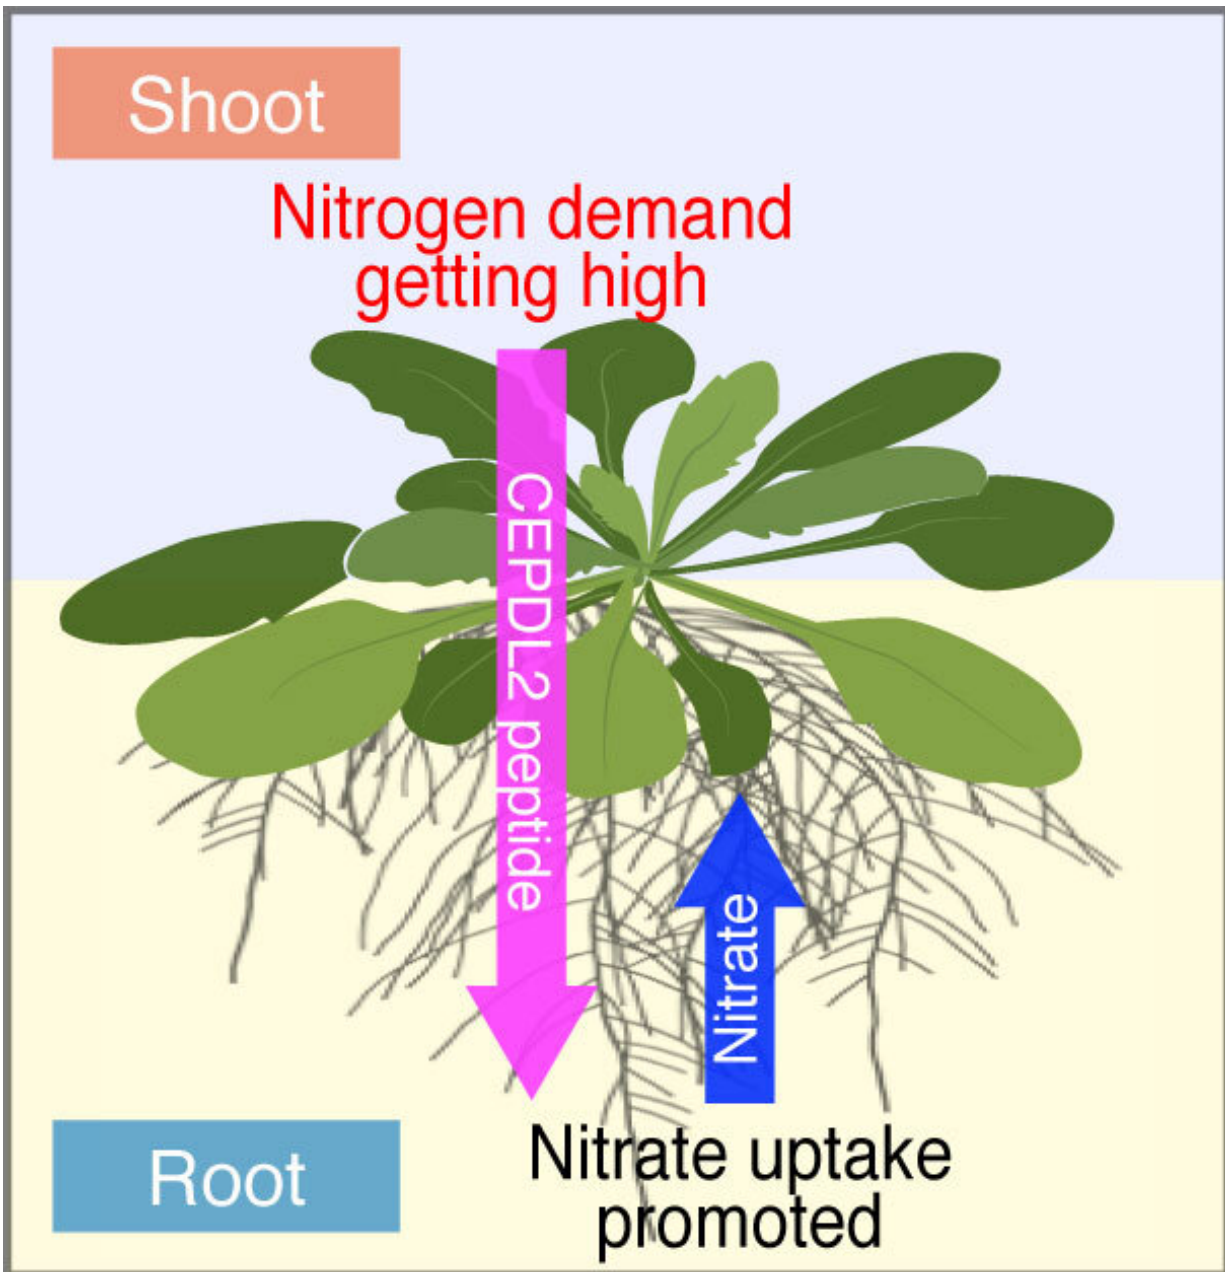 Shoot
Nitrogen demand
getting high
CEPDL2 peptide
Nitrate
Root
Nitrate uptake
promoted